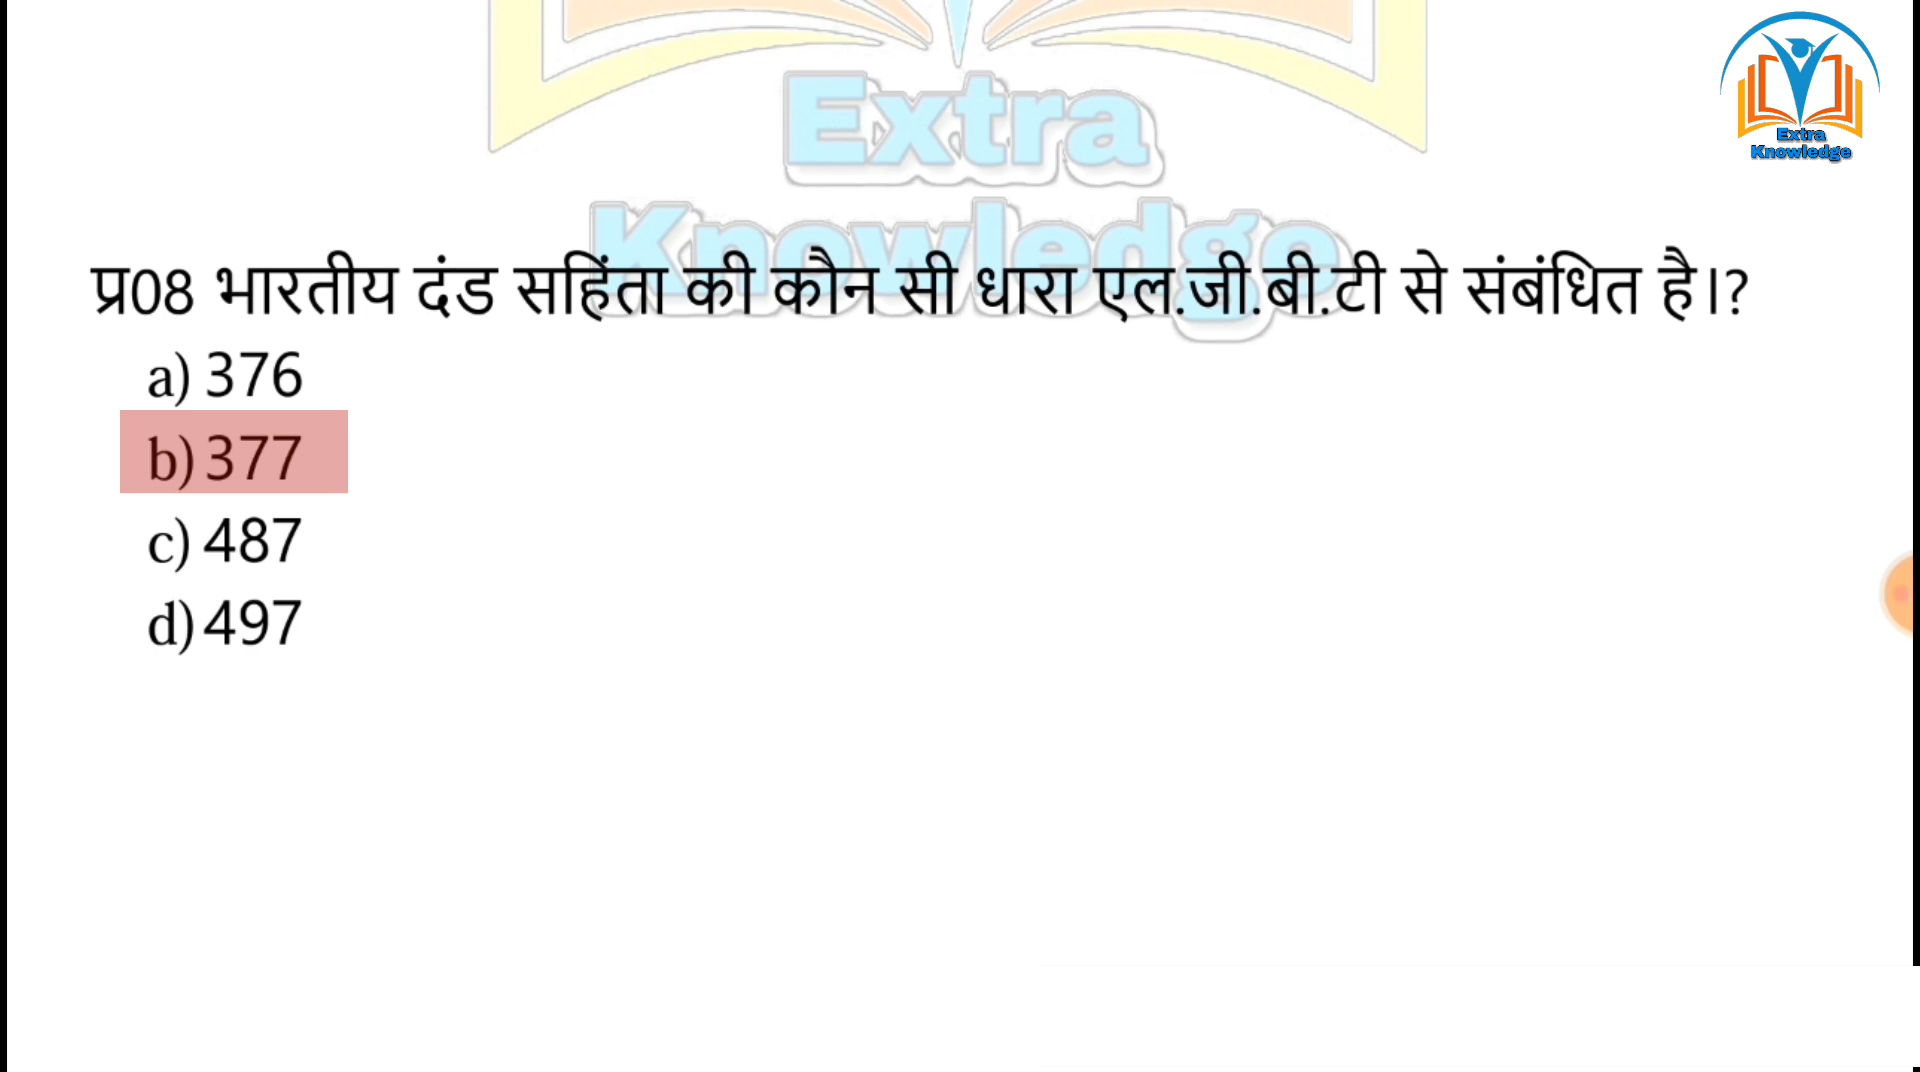 Extra
Knowledge
Extra
Knowledge
प्र08 भारतीय दंड सहिंता की कौन सी धारा एल.जी.बी.टी से संबंधित है।?
a) 376
b) 377
c) 487
d) 497